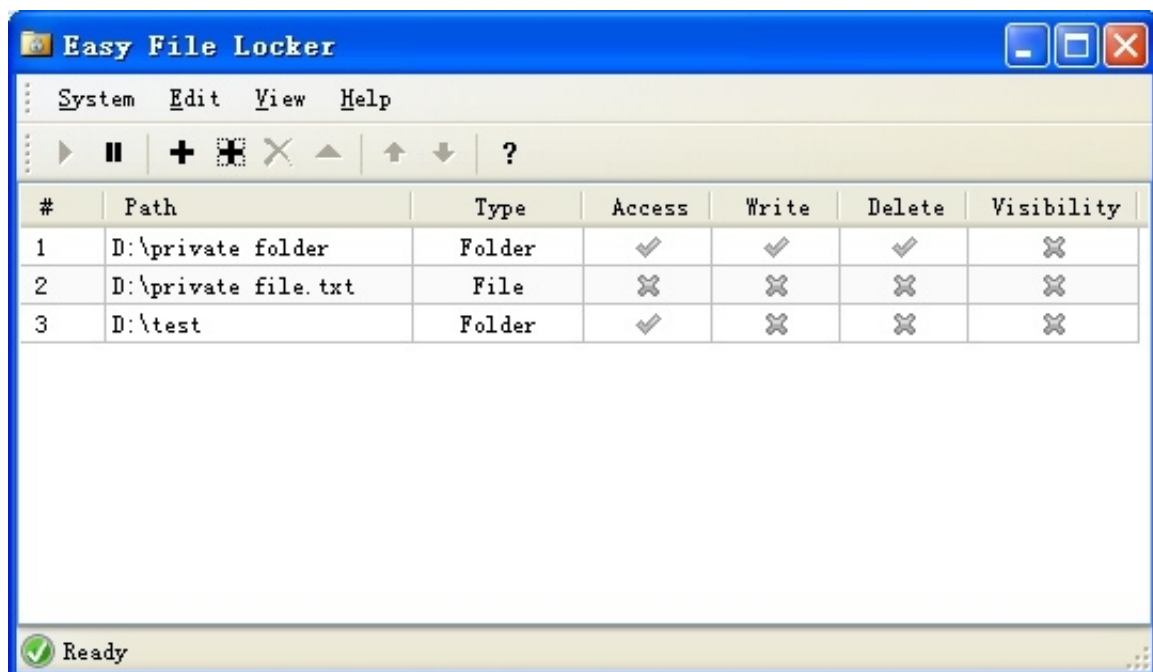 Easy File Locker
System Edit View Help
?
# Path Type Access Write Delete Visibility
1 D:\private folder Folder
2 D:\private file.txt File
3 D:\test Folder
Ready